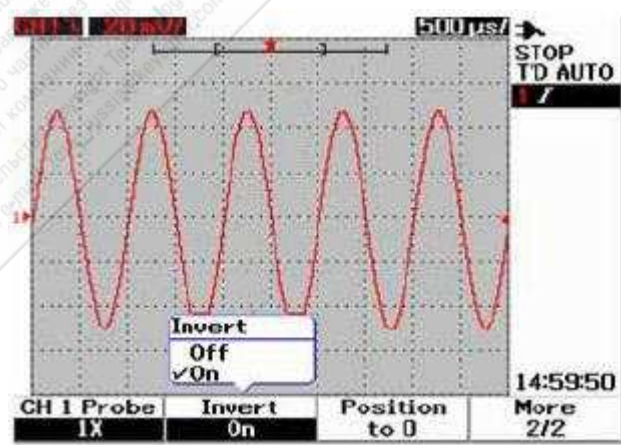 CH1 20mV/ 500µs/
STOP
T'D AUTO
1
1
Invert
Off
✓On
14:59:50
CH 1 Probe
1X
Invert
On
Position
to 0
More
2/2